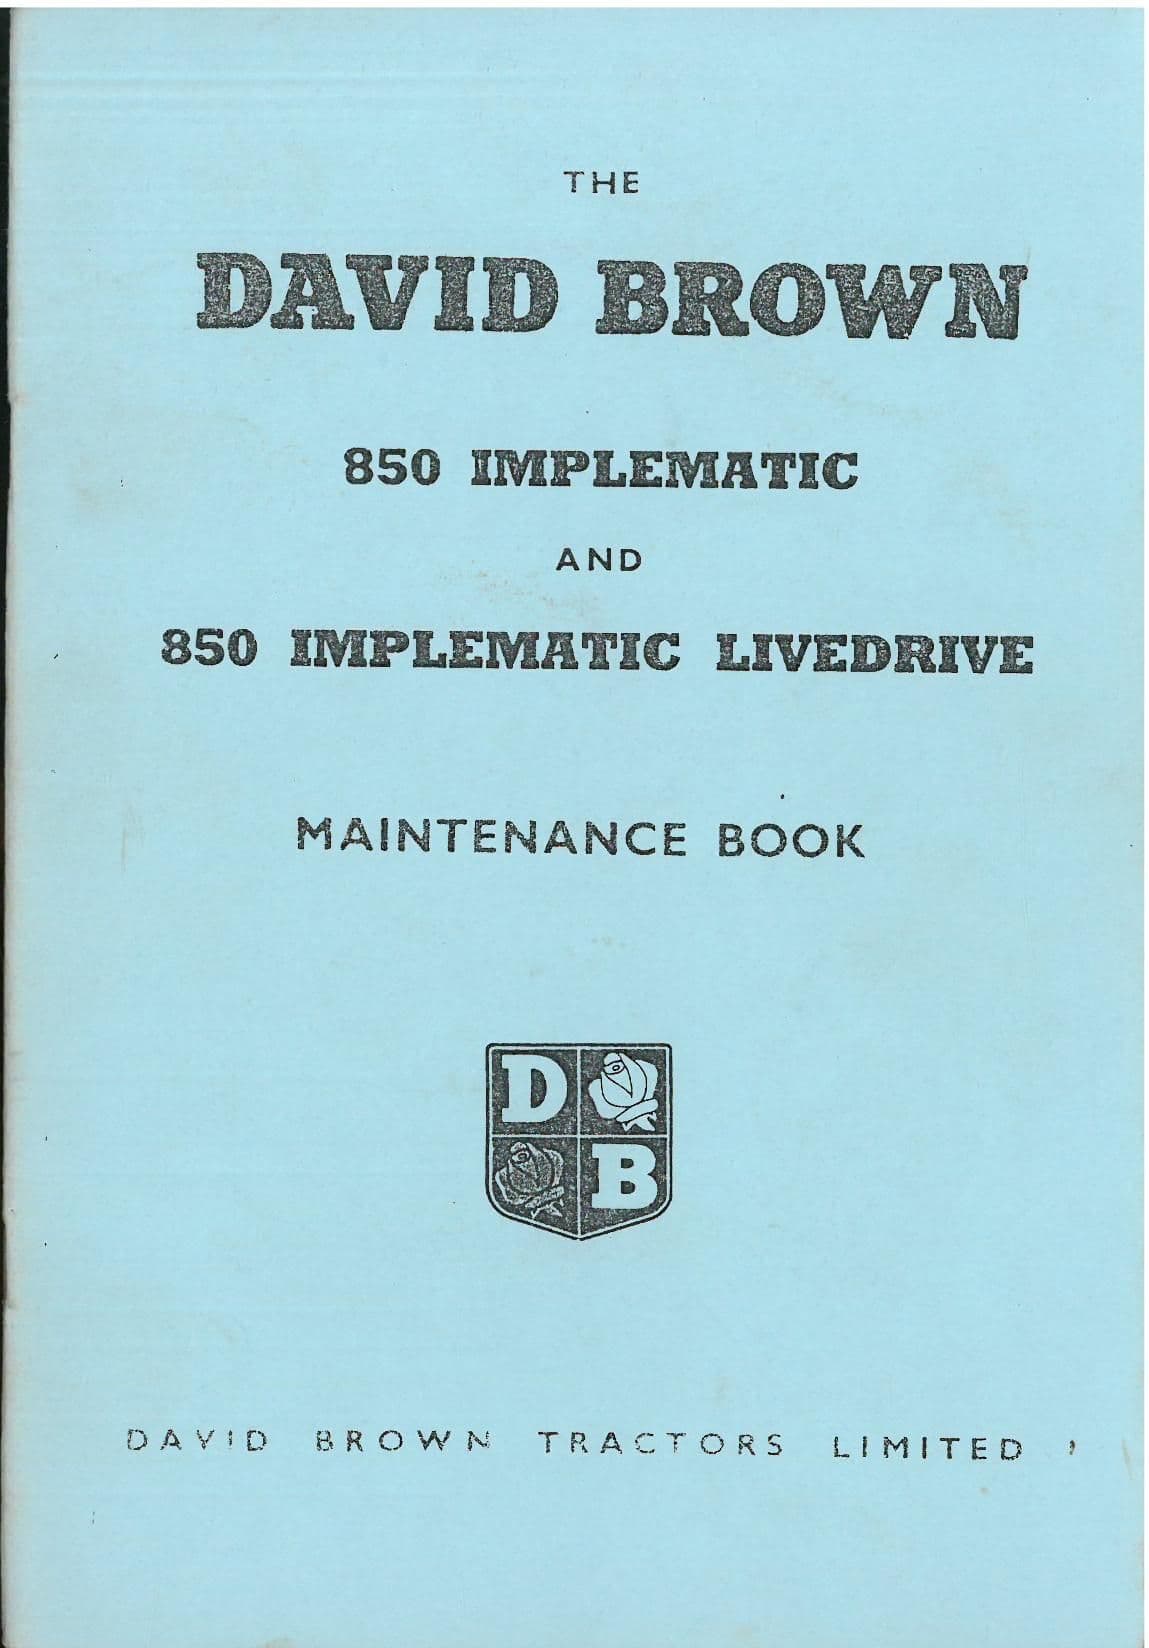 THE
DAVID BROWN
850 IMPLEMATIC
AND
850 IMPLEMATIC LIVEDRIVE
MAINTENANCE BOOK
D
B
DAVID BROWN TRACTORS LIMITED